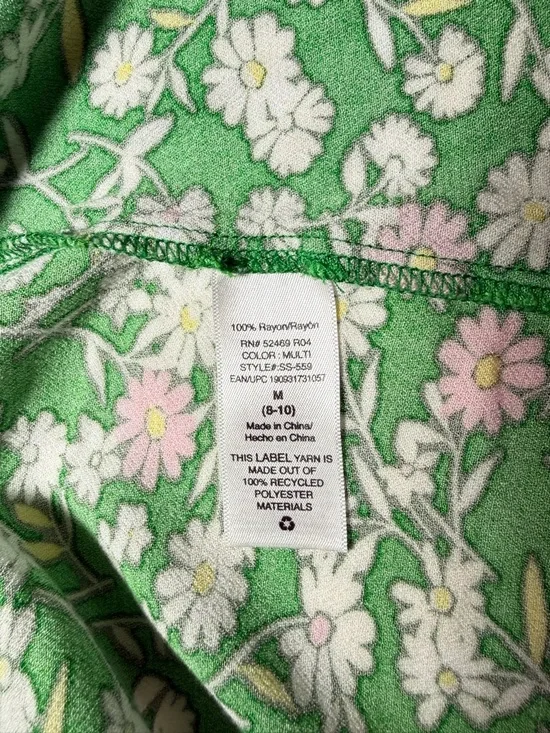 100% Rayon/Rayón
RN# 52469 R04
COLOR : MULTI
STYLE#:SS-559
EAN/UPC 190931731057
M
(8-10)
Made in China/
Hecho en China
THIS LABEL YARN IS
MADE OUT OF
100% RECYCLED
POLYESTER
MATERIALS